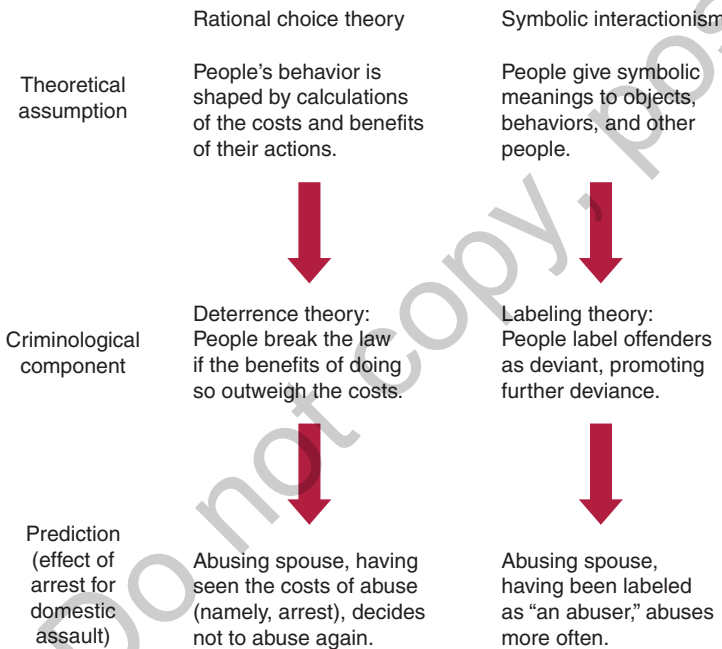 Rational choice theory
Symbolic interactionism
Theoretical
assumption
People's behavior is
shaped by calculations
of the costs and benefits
of their actions.
People give symbolic
meanings to objects,
behaviors, and other
people.
Criminological
component
Deterrence theory:
People break the law
if the benefits of doing
so outweigh the costs.
Labeling theory:
People label offenders
as deviant, promoting
further deviance.
Prediction
(effect of
arrest for
domestic
assault)
Abusing spouse, having
seen the costs of abuse
(namely, arrest), decides
not to abuse again.
Abusing spouse,
having been labeled
as “an abuser,” abuses
more often.
Do not copy, pos